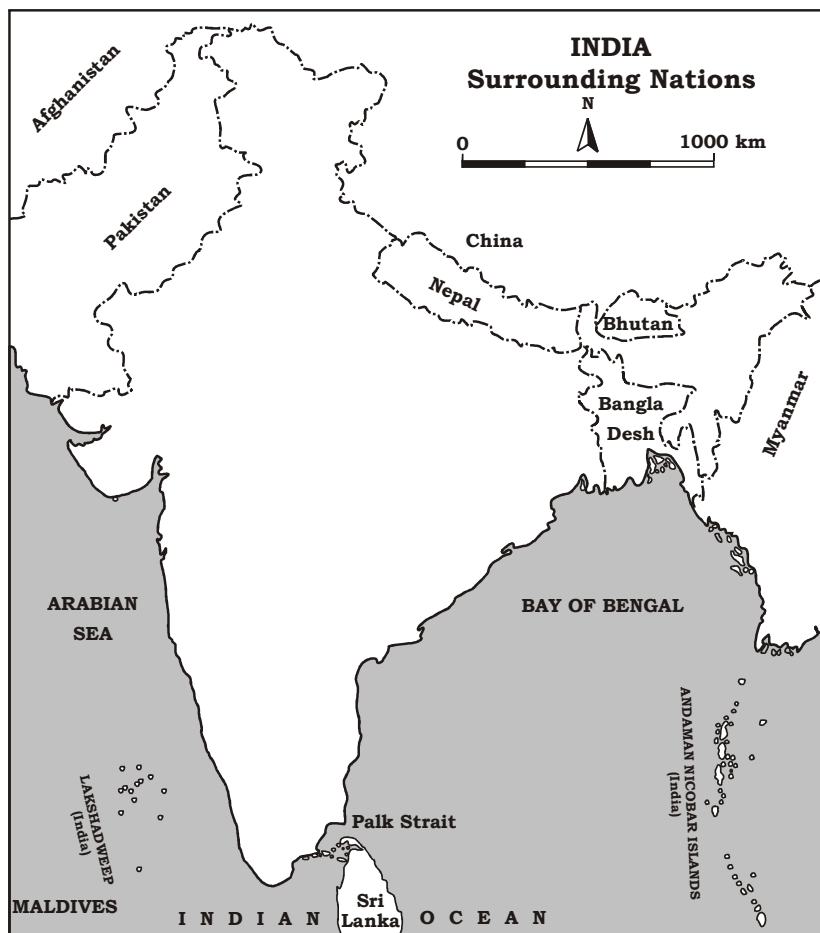 INDIA
Surrounding Nations
N
0 1000 km
Afghanistan
Pakistan
China
Nepal
Bhutan
Bangla
Desh
Myanmar
ARABIAN
SEA
BAY OF BENGAL
LAKSHADWEEP
(India)
ANDAMAN NICOBAR ISLANDS
(India)
Palk Strait
MALDIVES
Sri
Lanka
INDIAN OCEAN